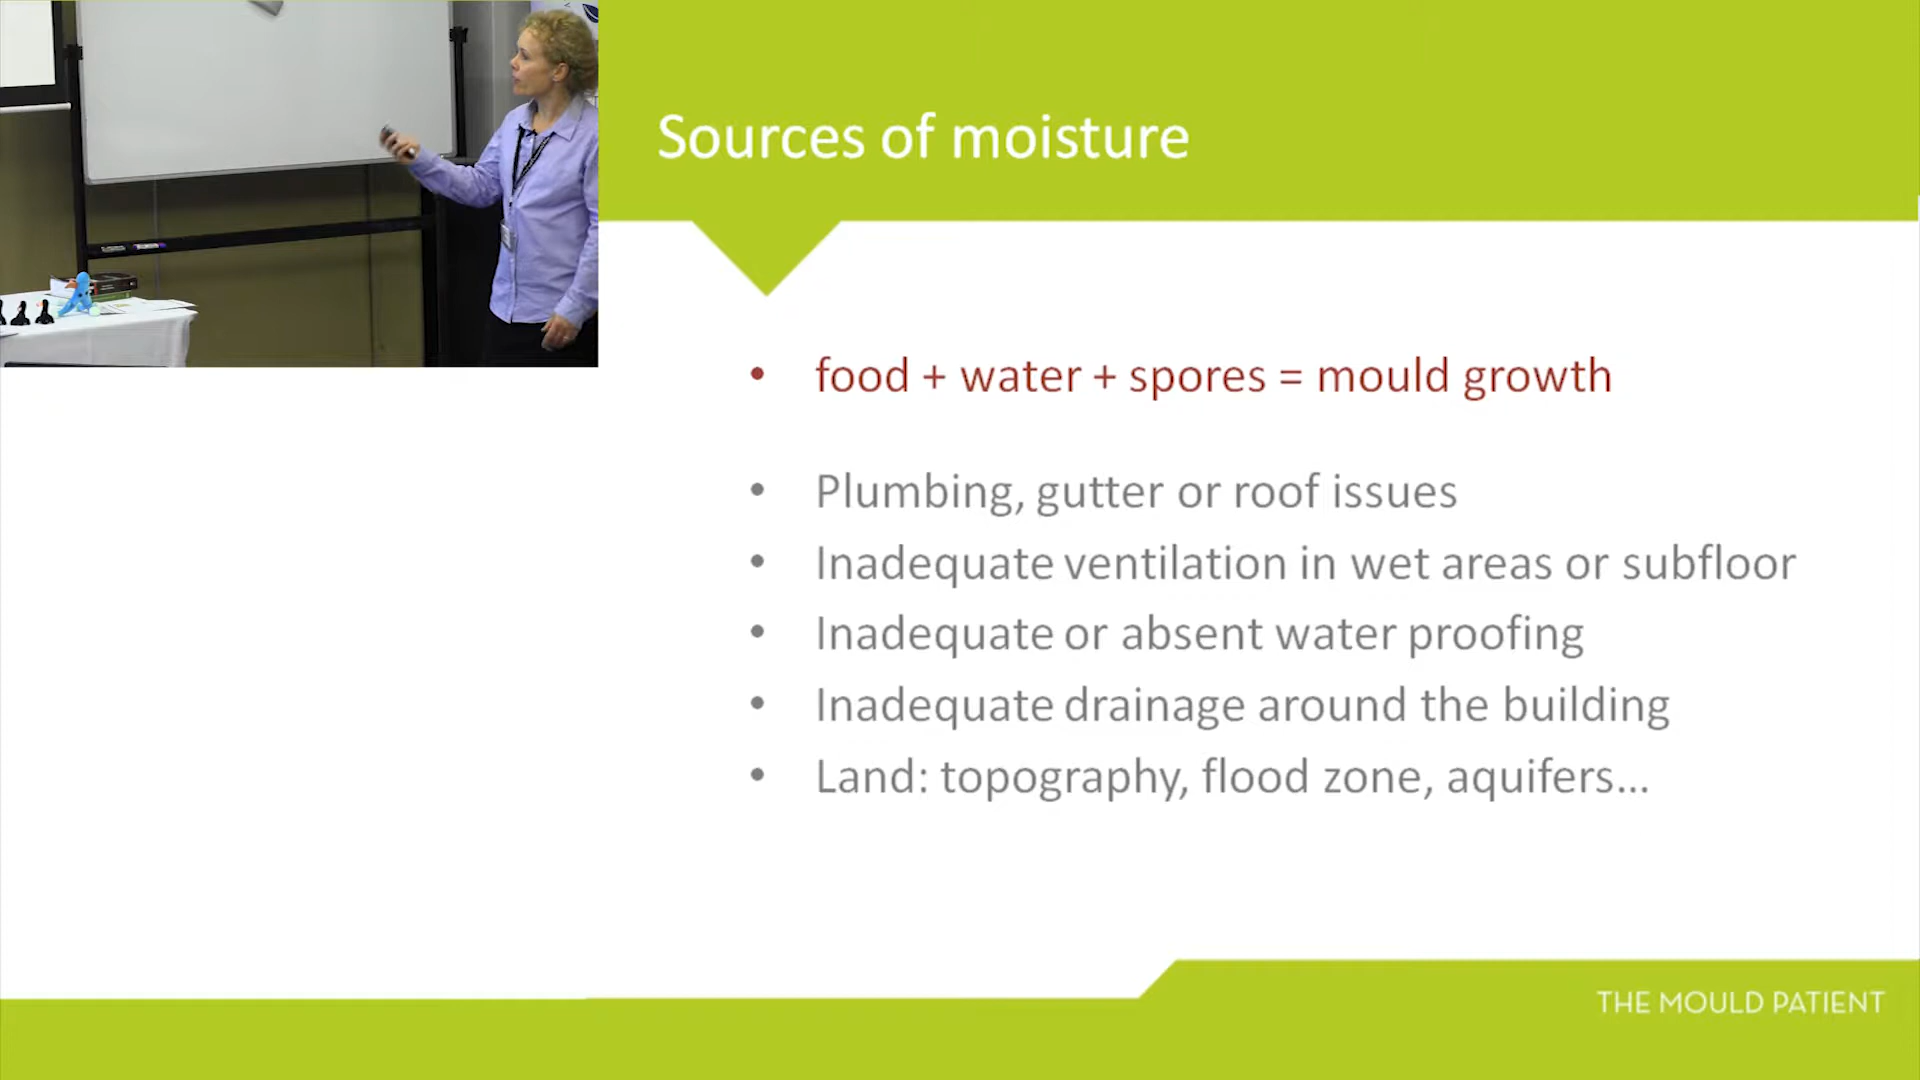 Sources of moisture
food + water + spores = mould growth
Plumbing, gutter or roof issues
Inadequate ventilation in wet areas or subfloor
Inadequate or absent water proofing
Inadequate drainage around the building
Land: topography, flood zone, aquifers...
THE MOULD PATIENT